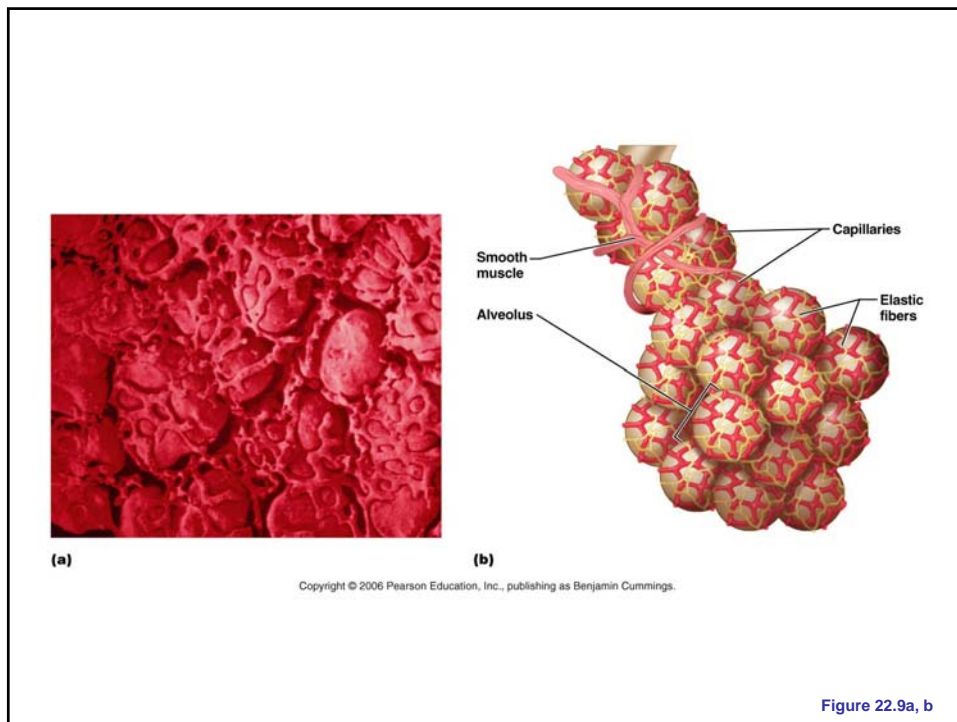 Smooth
muscle
Alveolus
Capillaries
Elastic
fibers
(a)
(b)
Copyright © 2006 Pearson Education, Inc., publishing as Benjamin Cummings.
Figure 22.9a, b